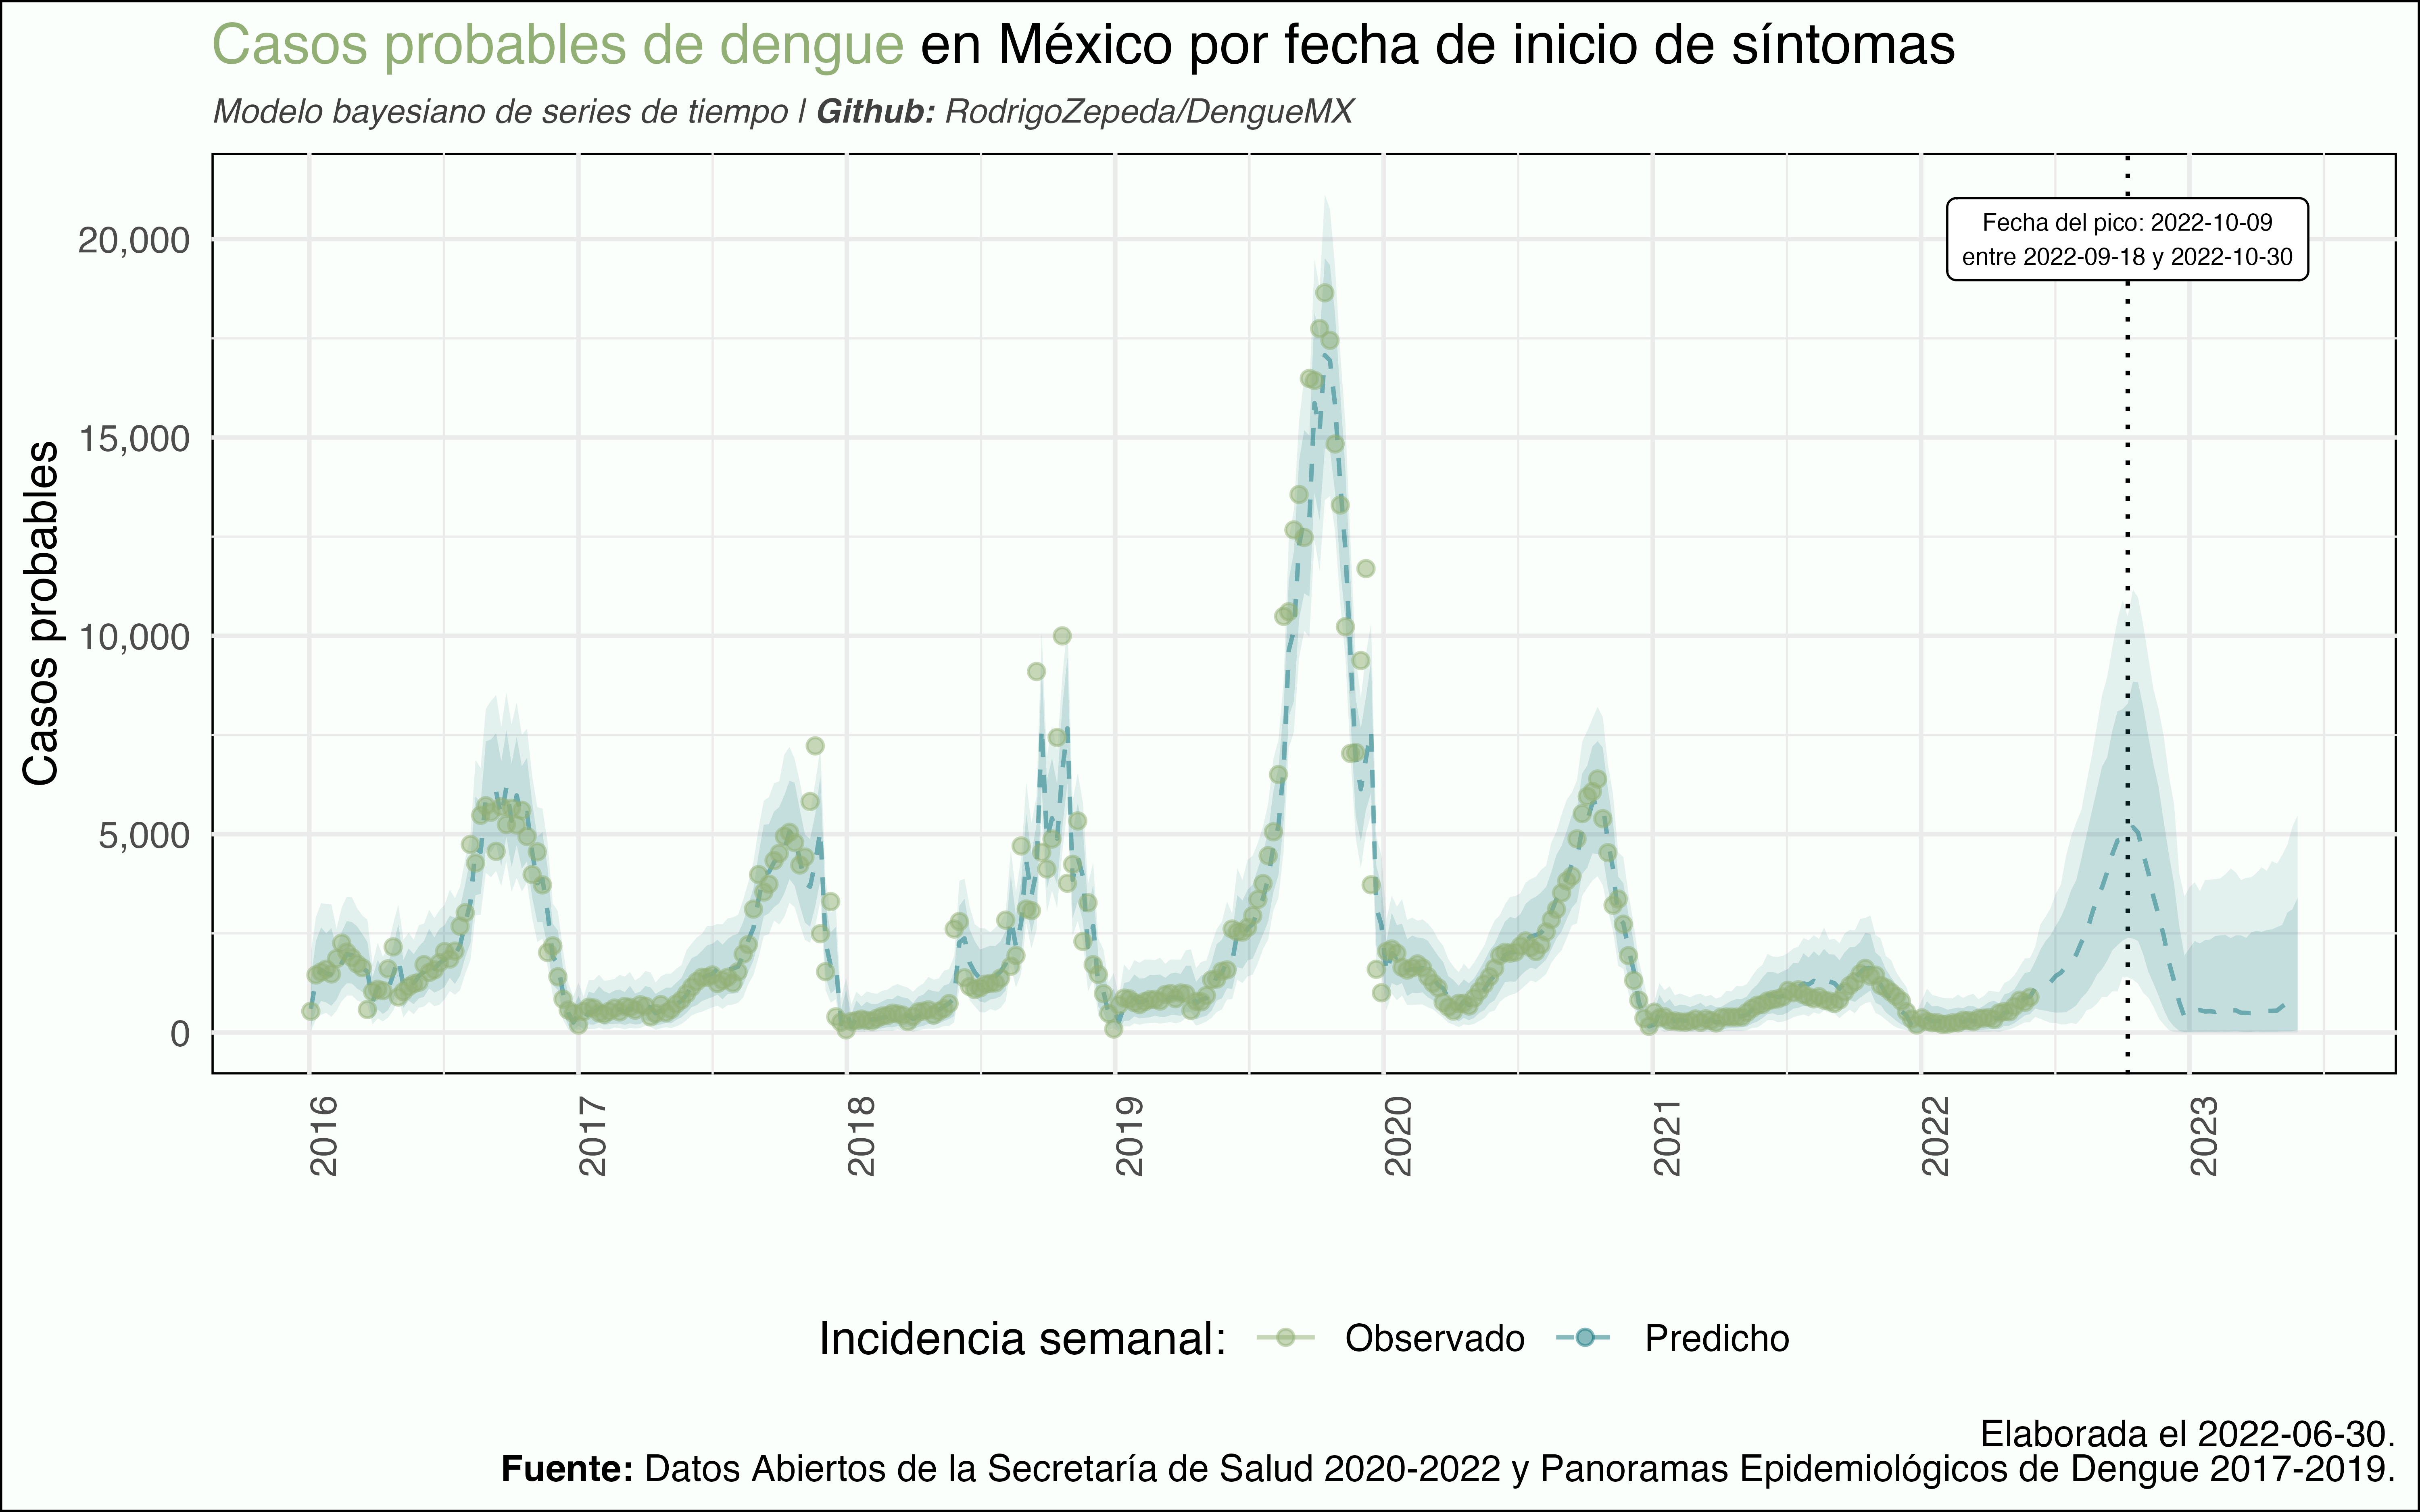 Casos probables de dengue en México por fecha de inicio de síntomas
Modelo bayesiano de series de tiempo | Github: RodrigoZepeda/DengueMX
Fecha del pico: 2022-10-09
entre 2022-09-18 y 2022-10-30
Casos probables
20,000
15,000
10,000
5,000
0
2016
2017
2018
2019
2020
2021
2022
2023
Incidencia semanal:
Observado
Predicho
Elaborada el 2022-06-30.
Fuente: Datos Abiertos de la Secretaría de Salud 2020-2022 y Panoramas Epidemiológicos de Dengue 2017-2019.